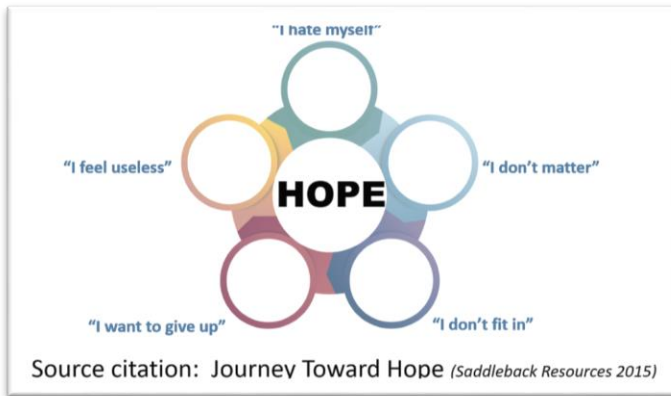 "I hate myself"
"I feel useless"
"I don't matter"
HOPE
"I want to give up"
"I don't fit in"
Source citation: Journey Toward Hope (Saddleback Resources 2015)